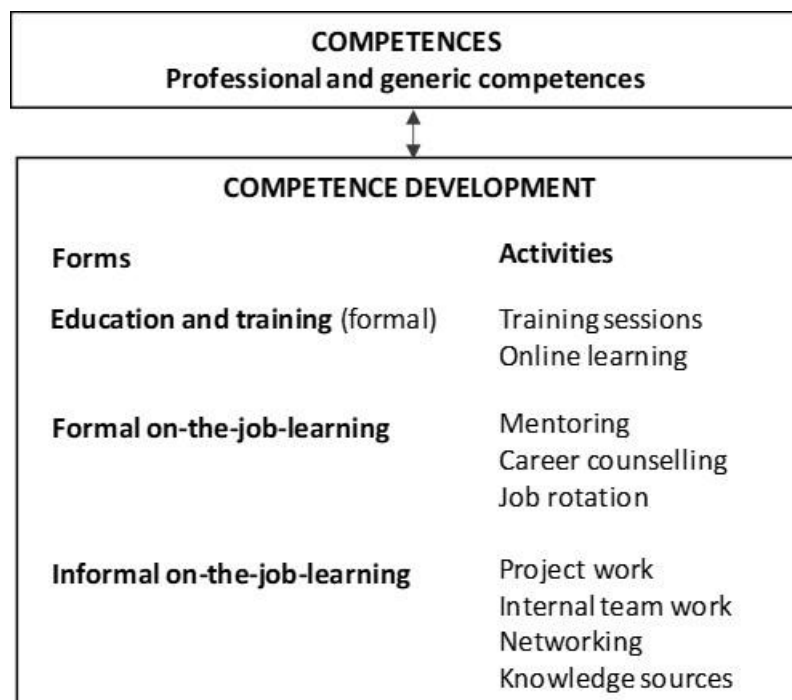 COMPETENCES
Professional and generic competences
COMPETENCE DEVELOPMENT
Forms
Activities
Education and training (formal)
Training sessions
Online learning
Formal on-the-job-learning
Mentoring
Career counselling
Job rotation
Informal on-the-job-learning
Project work
Internal team work
Networking
Knowledge sources